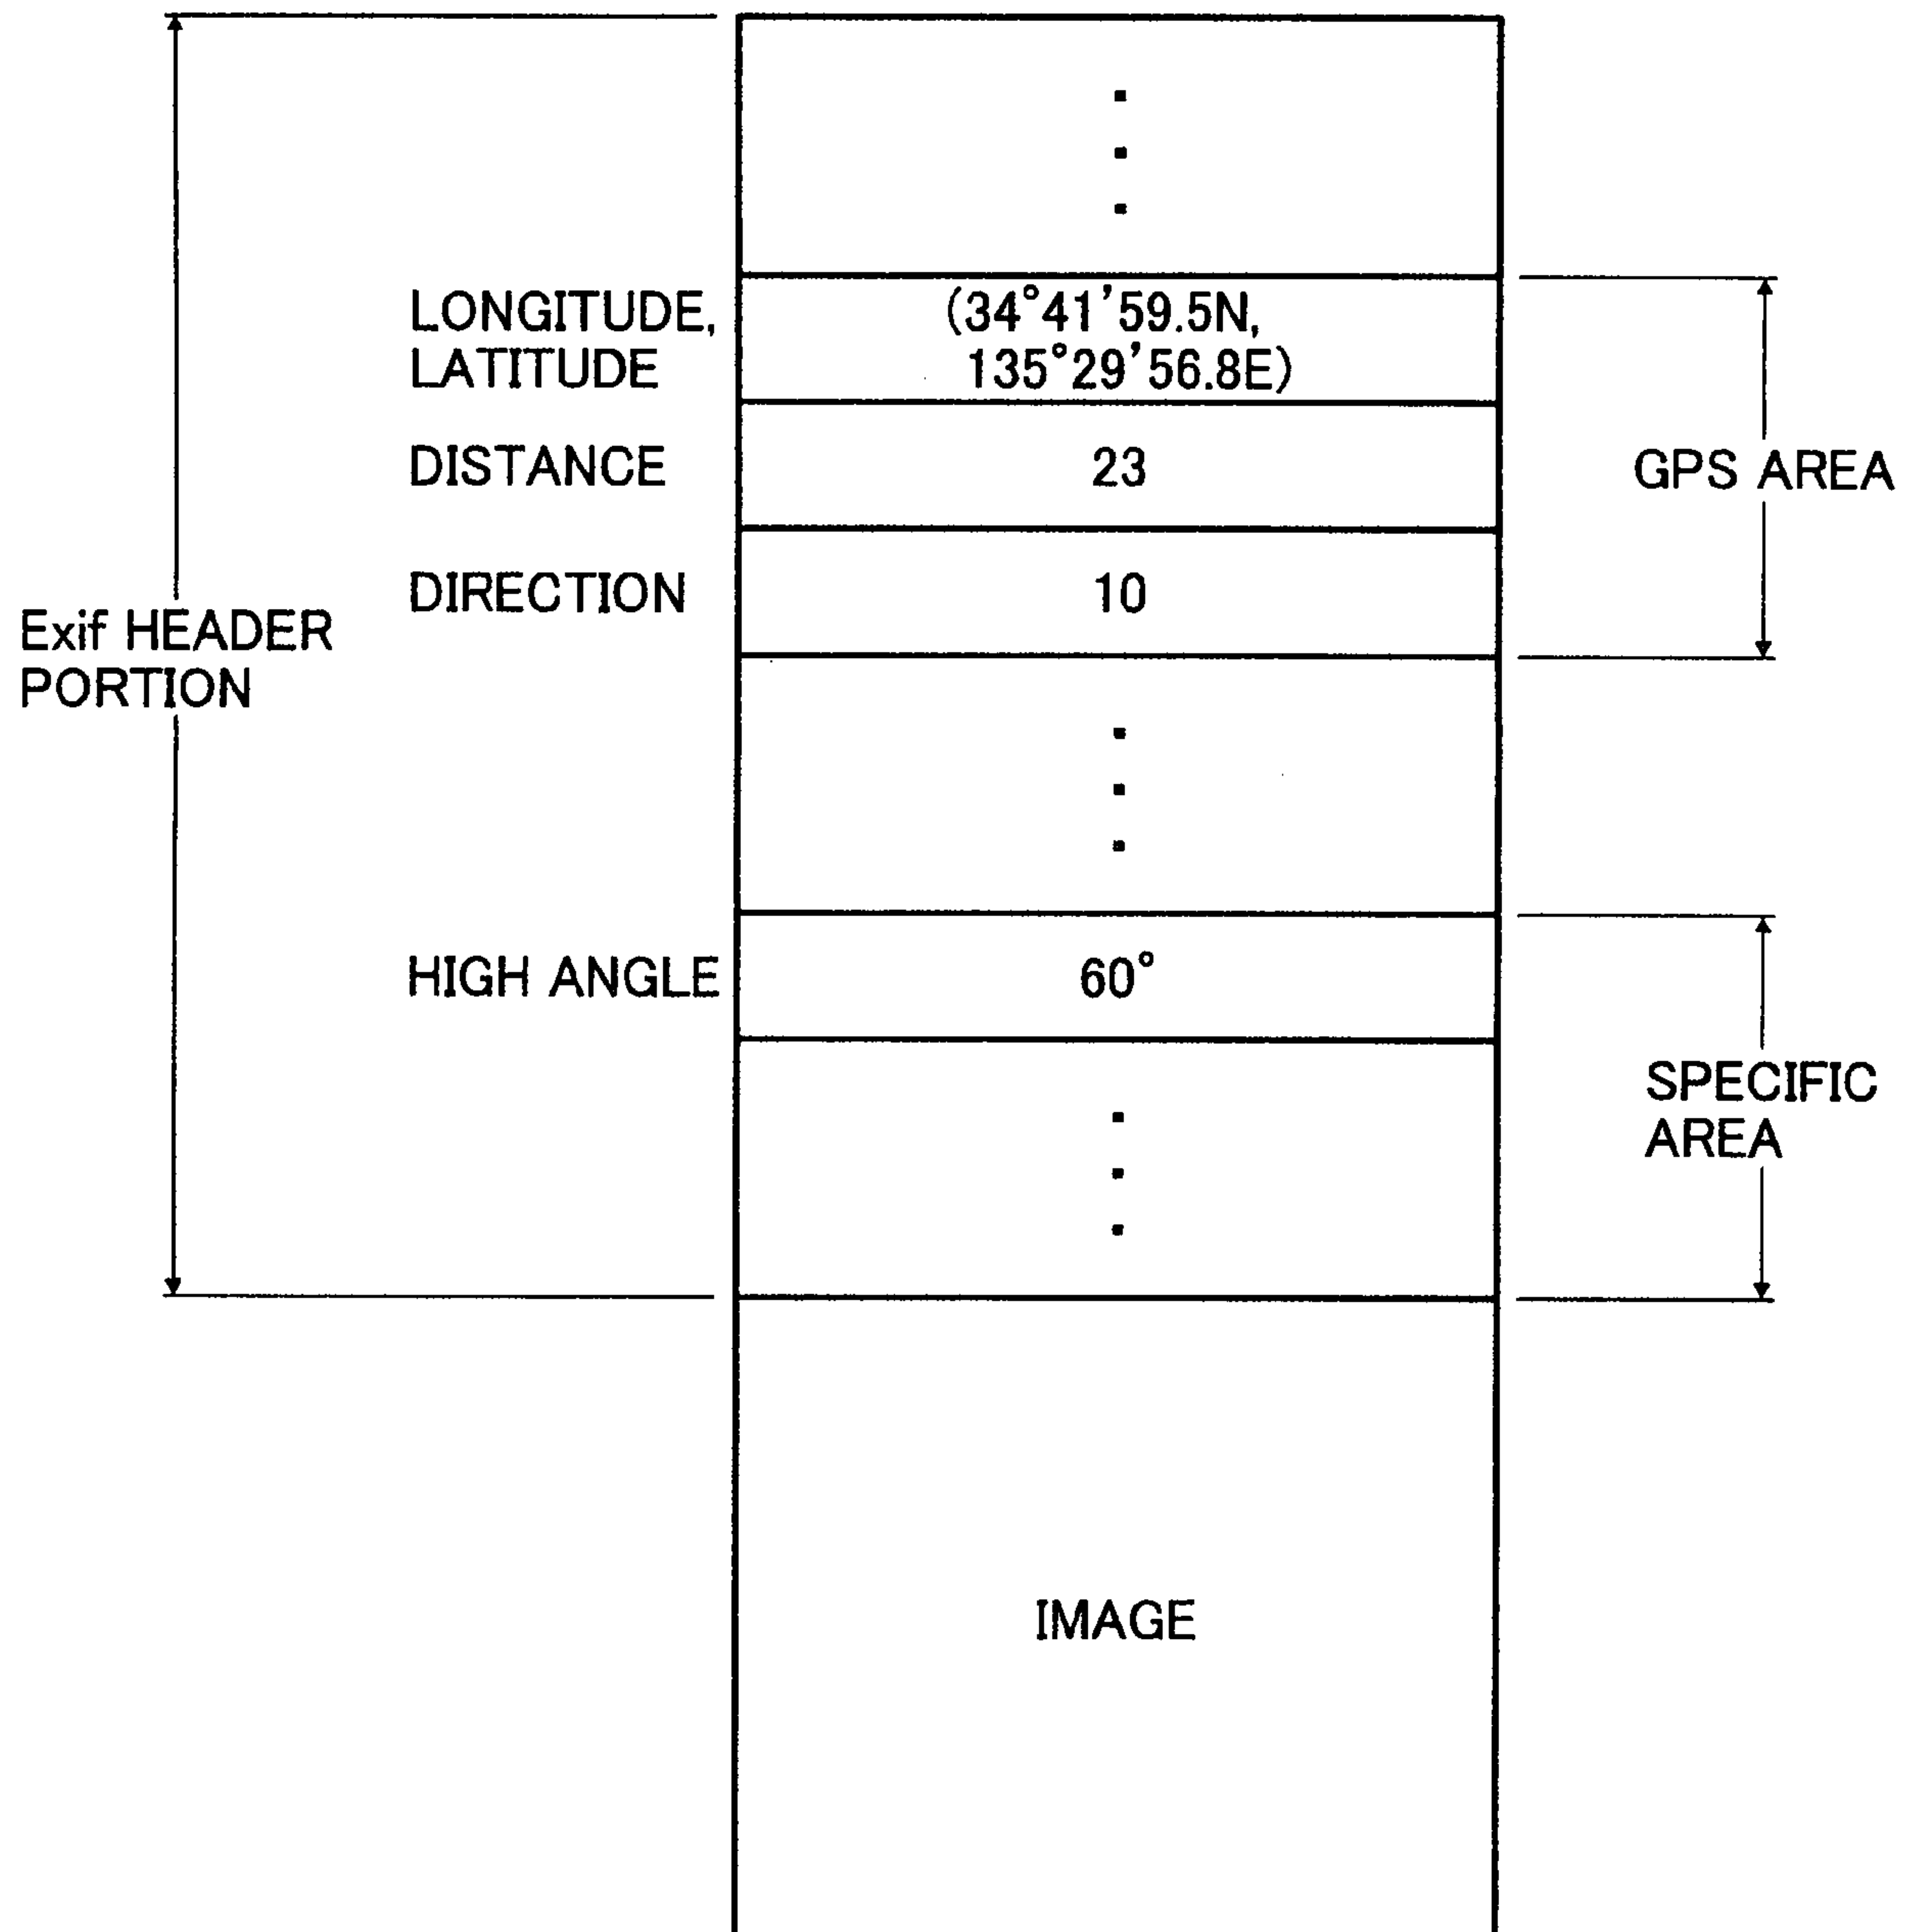 LONGITUDE,
LATITUDE
(34°41’59.5N,
135°29’56.8E)
DISTANCE
23
GPS AREA
DIRECTION
10
Exif HEADER
PORTION
HIGH ANGLE
60°
SPECIFIC
AREA
IMAGE